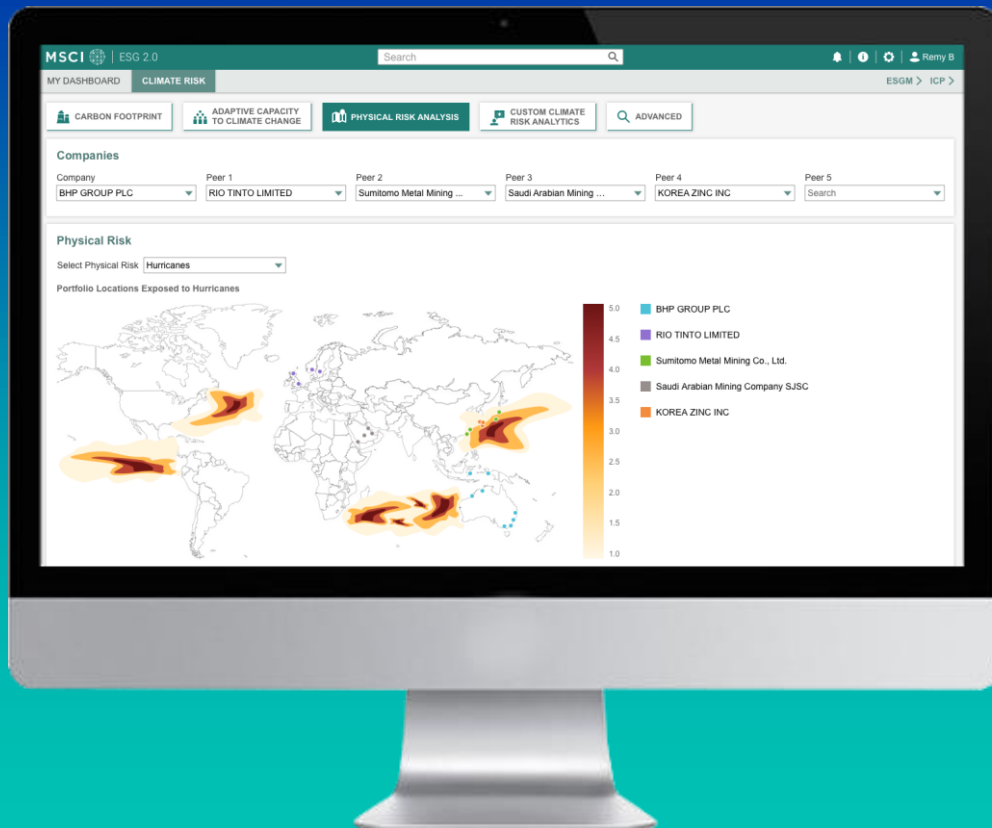 MSCI | ESG 2.0
Search
Remy B
MY DASHBOARD
CLIMATE RISK
ESGM > ICP >
CARBON FOOTPRINT
ADAPTIVE CAPACITY
TO CLIMATE CHANGE
PHYSICAL RISK ANALYSIS
CUSTOM CLIMATE
RISK ANALYTICS
ADVANCED
Companies
Company
Peer 1
Peer 2
Peer 3
Peer 4
Peer 5
BHP GROUP PLC
RIO TINTO LIMITED
Sumitomo Metal Mining ...
Saudi Arabian Mining ...
KOREA ZINC INC
Search
Physical Risk
Select Physical Risk
Hurricanes
Portfolio Locations Exposed to Hurricanes
5.0
4.5
4.0
3.5
3.0
2.5
2.0
1.5
1.0
BHP GROUP PLC
RIO TINTO LIMITED
Sumitomo Metal Mining Co., Ltd.
Saudi Arabian Mining Company SJSC
KOREA ZINC INC